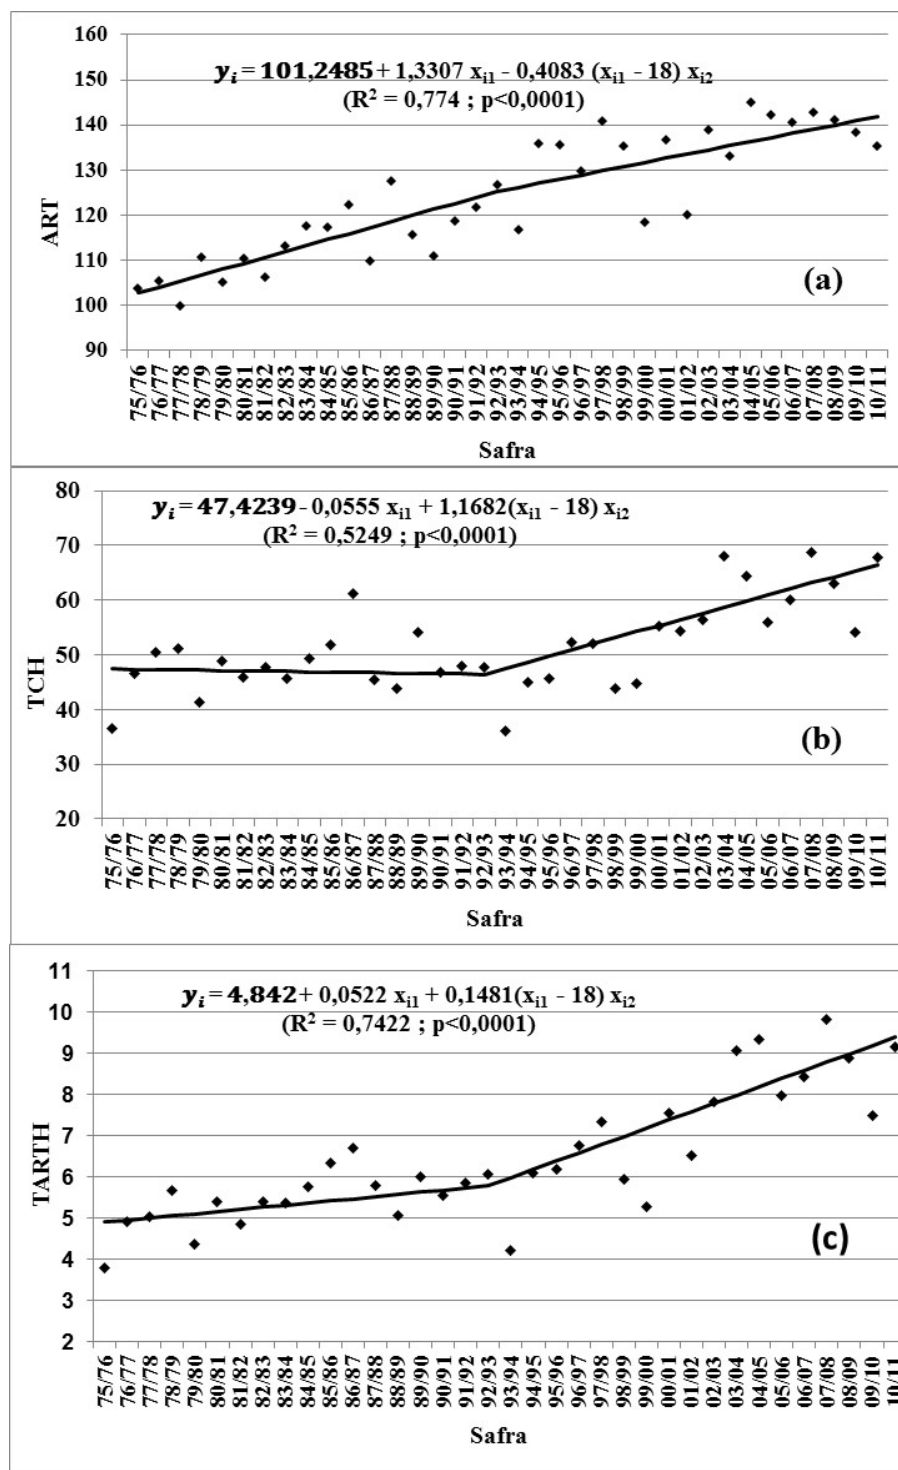 160
y_i = 101,2485 + 1,3307 x_i1 - 0,4083 (x_i1 - 18) x_i2
150
(R² = 0,774 ; p<0,0001)
140
130
120
ART
110
(a)
100
90
75/76 76/77 77/78 78/79 79/80 80/81 81/82 82/83 83/84 84/85 85/86 86/87 87/88 88/89 89/90 90/91 91/92 92/93 93/94 94/95 95/96 96/97 97/98 98/99 99/00 00/01 01/02 02/03 03/04 04/05 05/06 06/07 07/08 08/09 09/10 10/11
Safra
80
y_i = 47,4239 - 0,0555 x_i1 + 1,1682(x_i1 - 18) x_i2
(R² = 0,5249 ; p<0,0001)
70
60
50
TCH
40
(b)
30
20
75/76 76/77 77/78 78/79 79/80 80/81 81/82 82/83 83/84 84/85 85/86 86/87 87/88 88/89 89/90 90/91 91/92 92/93 93/94 94/95 95/96 96/97 97/98 98/99 99/00 00/01 01/02 02/03 03/04 04/05 05/06 06/07 07/08 08/09 09/10 10/11
Safra
11
y_i = 4,842 + 0,0522 x_i1 + 0,1481(x_i1 - 18) x_i2
10
(R² = 0,7422 ; p<0,0001)
9
8
7
6
TARTH
5
(c)
4
3
2
75/76 76/77 77/78 78/79 79/80 80/81 81/82 82/83 83/84 84/85 85/86 86/87 87/88 88/89 89/90 90/91 91/92 92/93 93/94 94/95 95/96 96/97 97/98 98/99 99/00 00/01 01/02 02/03 03/04 04/05 05/06 06/07 07/08 08/09 09/10 10/11
Safra